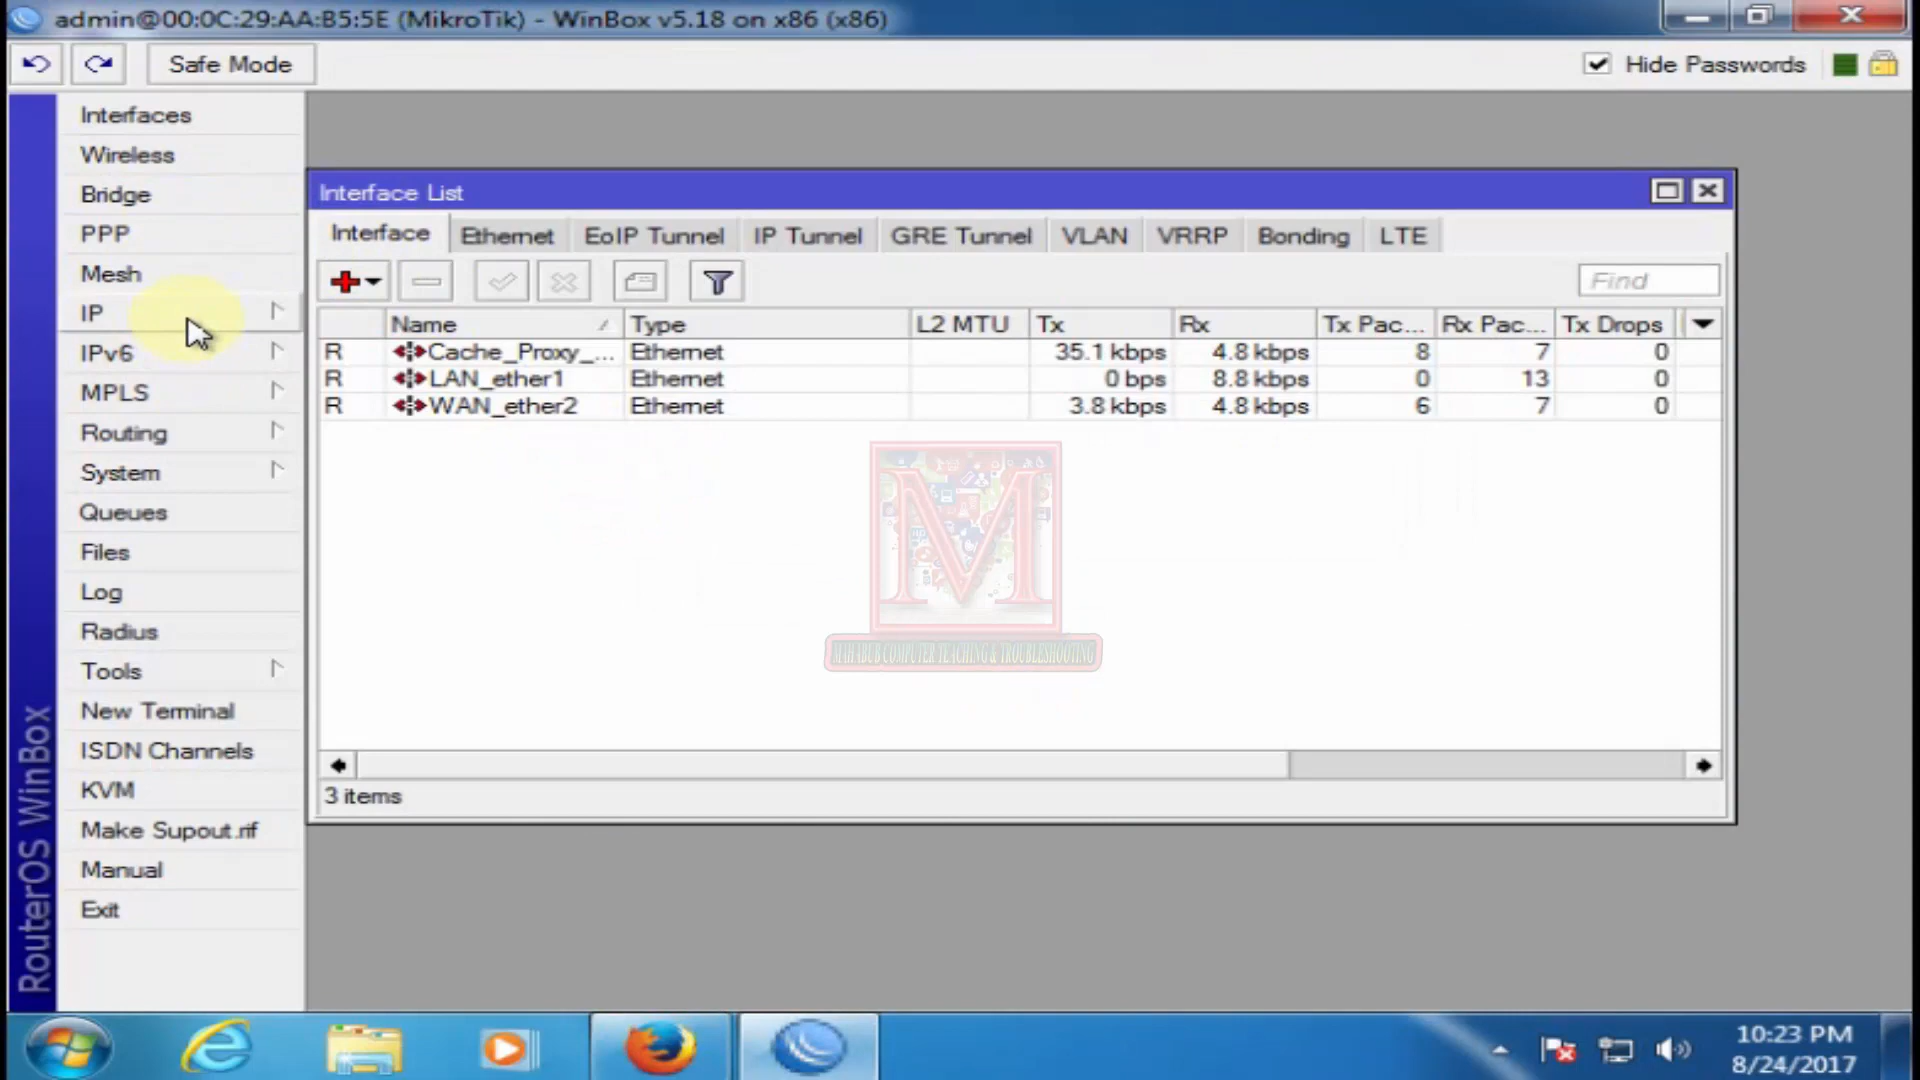 admin@00:0C:29:AA:B5:5E (MikroTik) - WinBox v5.18 on x86 (x86)
Safe Mode
Hide Passwords
Interfaces
Wireless
Bridge
PPP
Mesh
IP
IPv6
MPLS
Routing
System
Queues
Files
Log
Radius
Tools
New Terminal
ISDN Channels
KVM
Make Supout.rif
Manual
Exit
RouterOS WinBox
Interface List
Interface Ethernet EoIP Tunnel IP Tunnel GRE Tunnel VLAN VRRP Bonding LTE
Find
Name Type L2 MTU Tx Rx Tx Pac... Rx Pac... Tx Drops
R Cache_Proxy_... Ethernet 35.1 kbps 4.8 kbps 8 7 0
R LAN_ether1 Ethernet 0 bps 8.8 kbps 0 13 0
R WAN_ether2 Ethernet 3.8 kbps 4.8 kbps 6 7 0
M
MAHABUB COMPUTER TEACHING & TROUBLESHOOTING
3 items
10:23 PM
8/24/2017